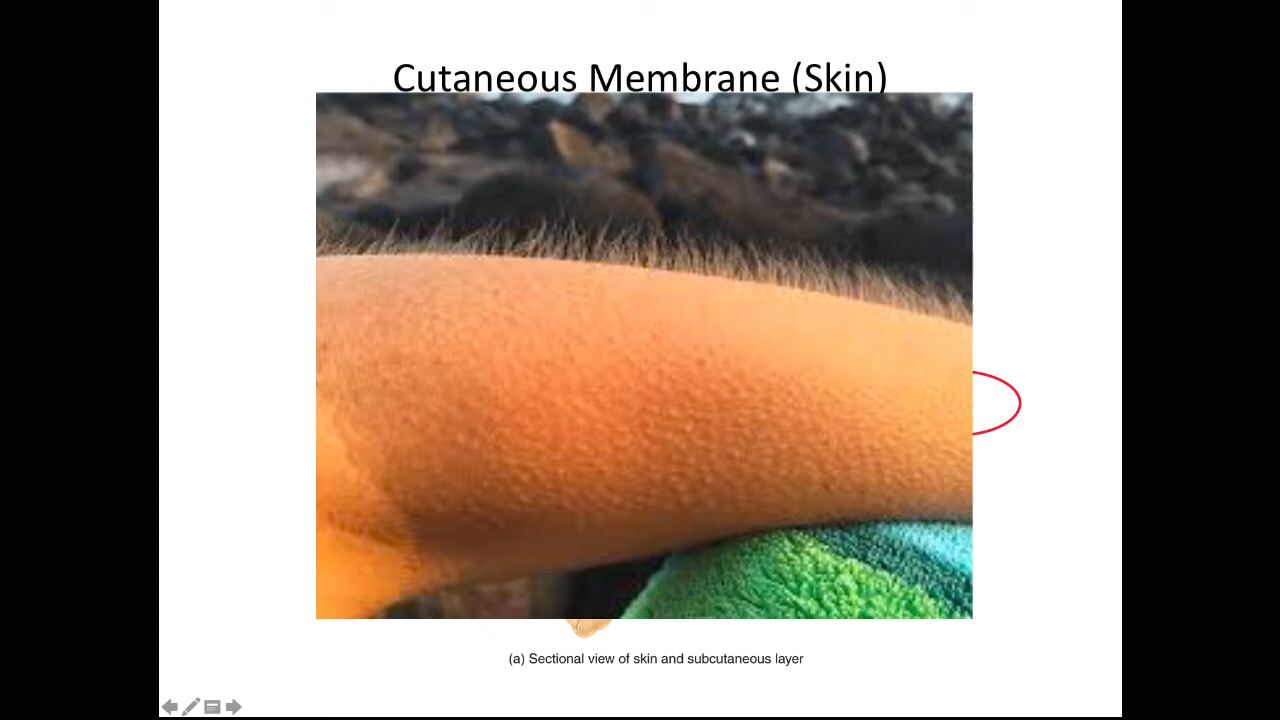 Cutaneous Membrane (Skin)
(a) Sectional view of skin and subcutaneous layer